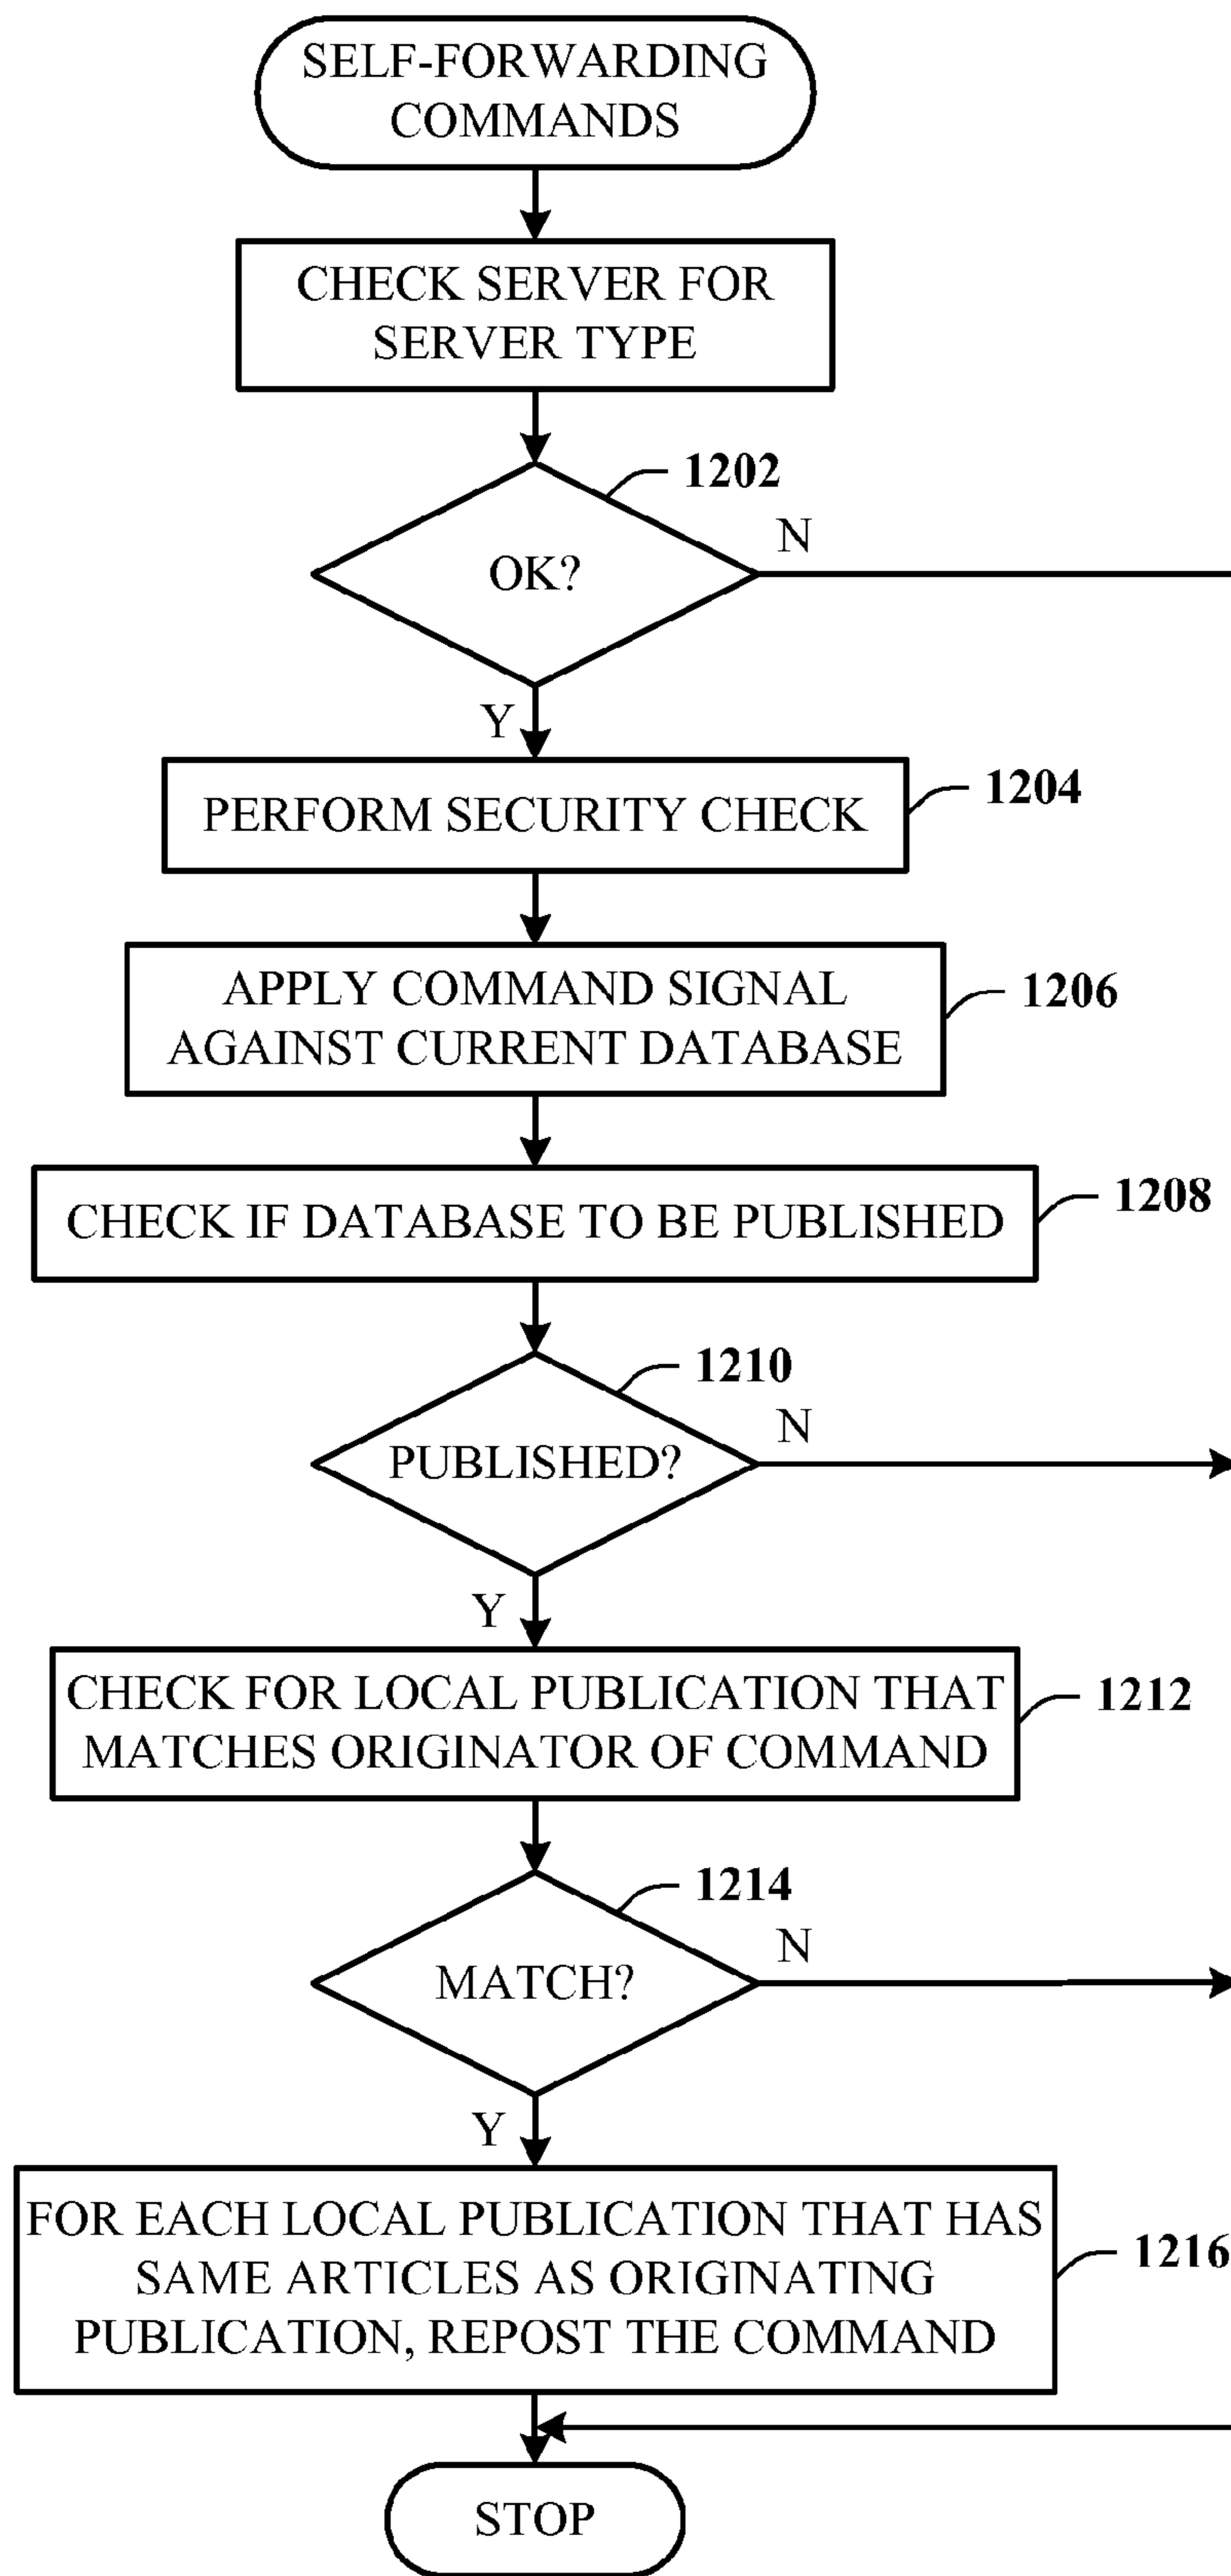 SELF-FORWARDING
COMMANDS
CHECK SERVER FOR
SERVER TYPE
1202
OK?
N
Y
PERFORM SECURITY CHECK
1204
APPLY COMMAND SIGNAL
AGAINST CURRENT DATABASE
1206
CHECK IF DATABASE TO BE PUBLISHED
1208
1210
PUBLISHED?
N
Y
CHECK FOR LOCAL PUBLICATION THAT
MATCHES ORIGINATOR OF COMMAND
1212
1214
MATCH?
N
Y
FOR EACH LOCAL PUBLICATION THAT HAS
SAME ARTICLES AS ORIGINATING
PUBLICATION, REPOST THE COMMAND
1216
STOP